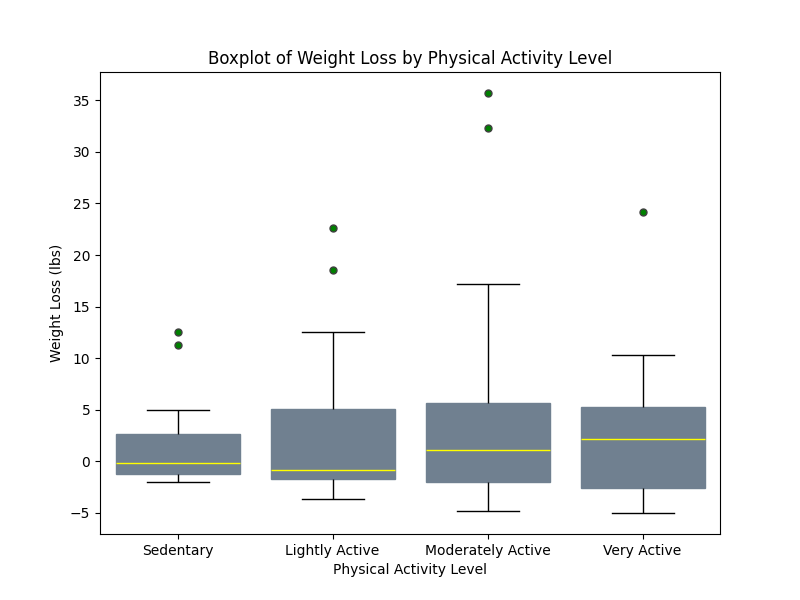 Boxplot of Weight Loss by Physical Activity Level
Weight Loss (lbs)
35
30
25
20
15
10
5
0
−5
Sedentary
Lightly Active
Moderately Active
Very Active
Physical Activity Level